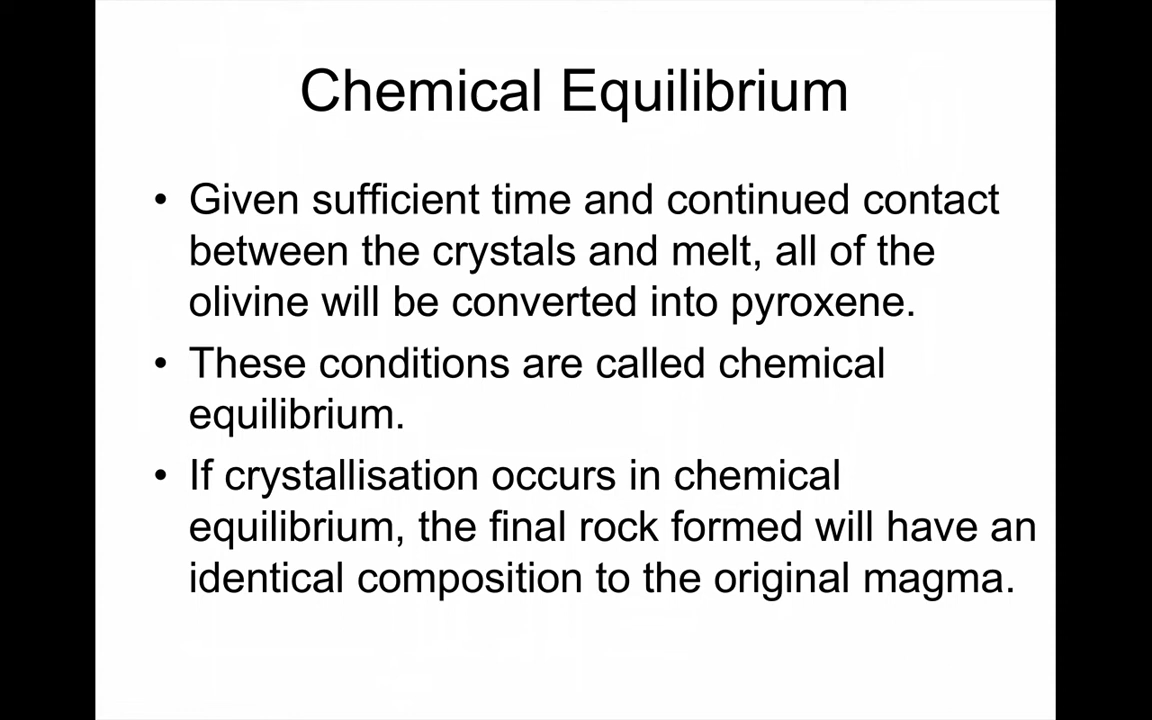 Chemical Equilibrium
• Given sufficient time and continued contact
between the crystals and melt, all of the
olivine will be converted into pyroxene.
• These conditions are called chemical
equilibrium.
• If crystallisation occurs in chemical
equilibrium, the final rock formed will have an
identical composition to the original magma.